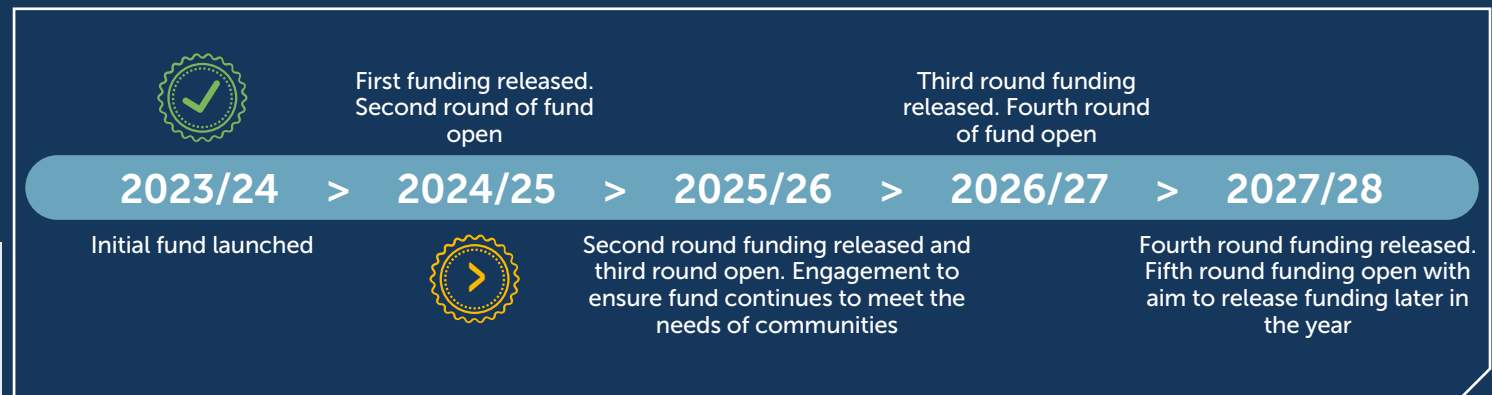 First funding released.
Second round of fund
open
Third round funding
released. Fourth round
of fund open
2023/24 > 2024/25 > 2025/26 > 2026/27 > 2027/28
Initial fund launched
Second round funding released and
third round open. Engagement to
ensure fund continues to meet the
needs of communities
Fourth round funding released.
Fifth round funding open with
aim to release funding later in
the year